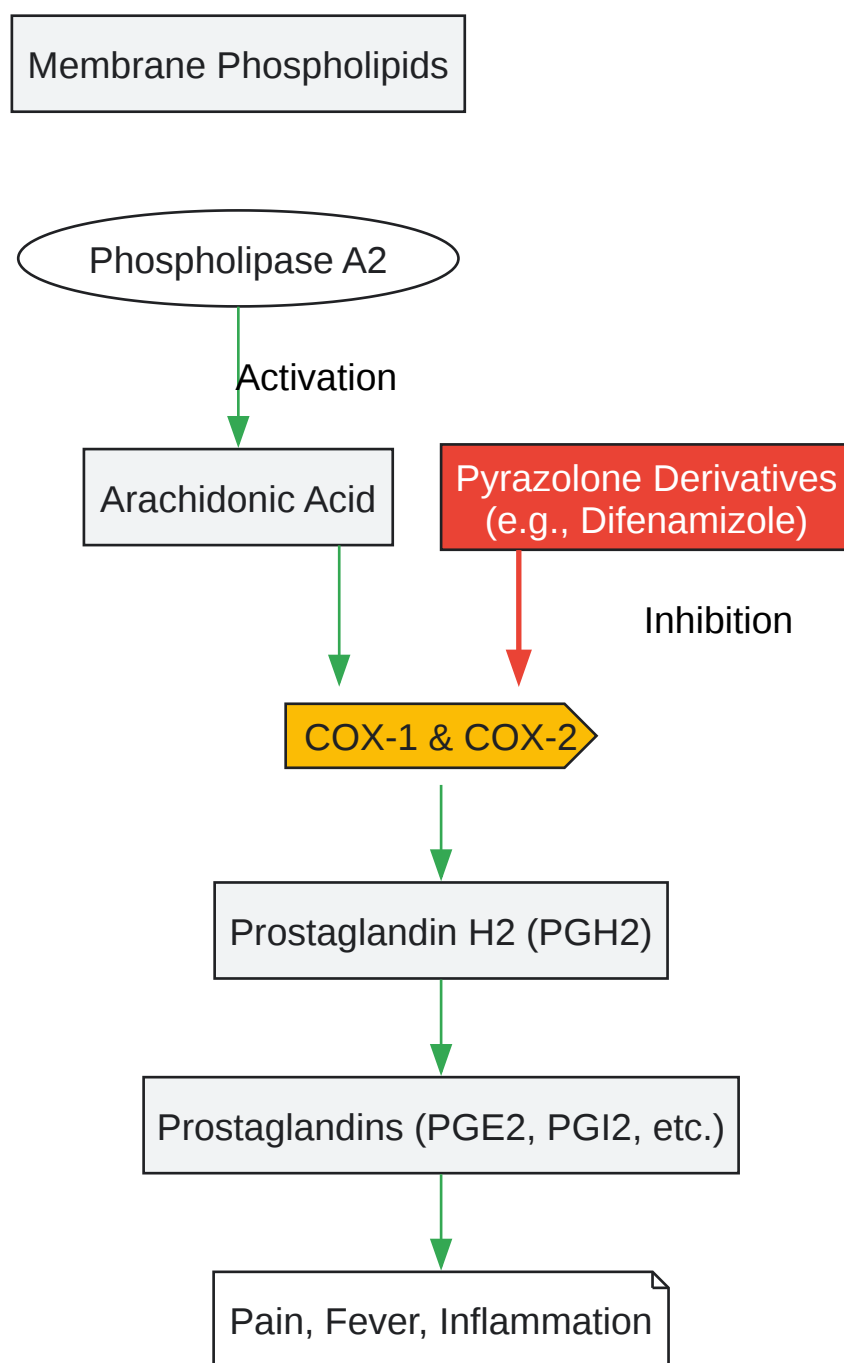 Membrane Phospholipids
Phospholipase A2
Activation
Arachidonic Acid
Pyrazolone Derivatives
(e.g., Difenamizole)
Inhibition
COX-1 & COX-2
Prostaglandin H2 (PGH2)
Prostaglandins (PGE2, PGI2, etc.)
Pain, Fever, Inflammation